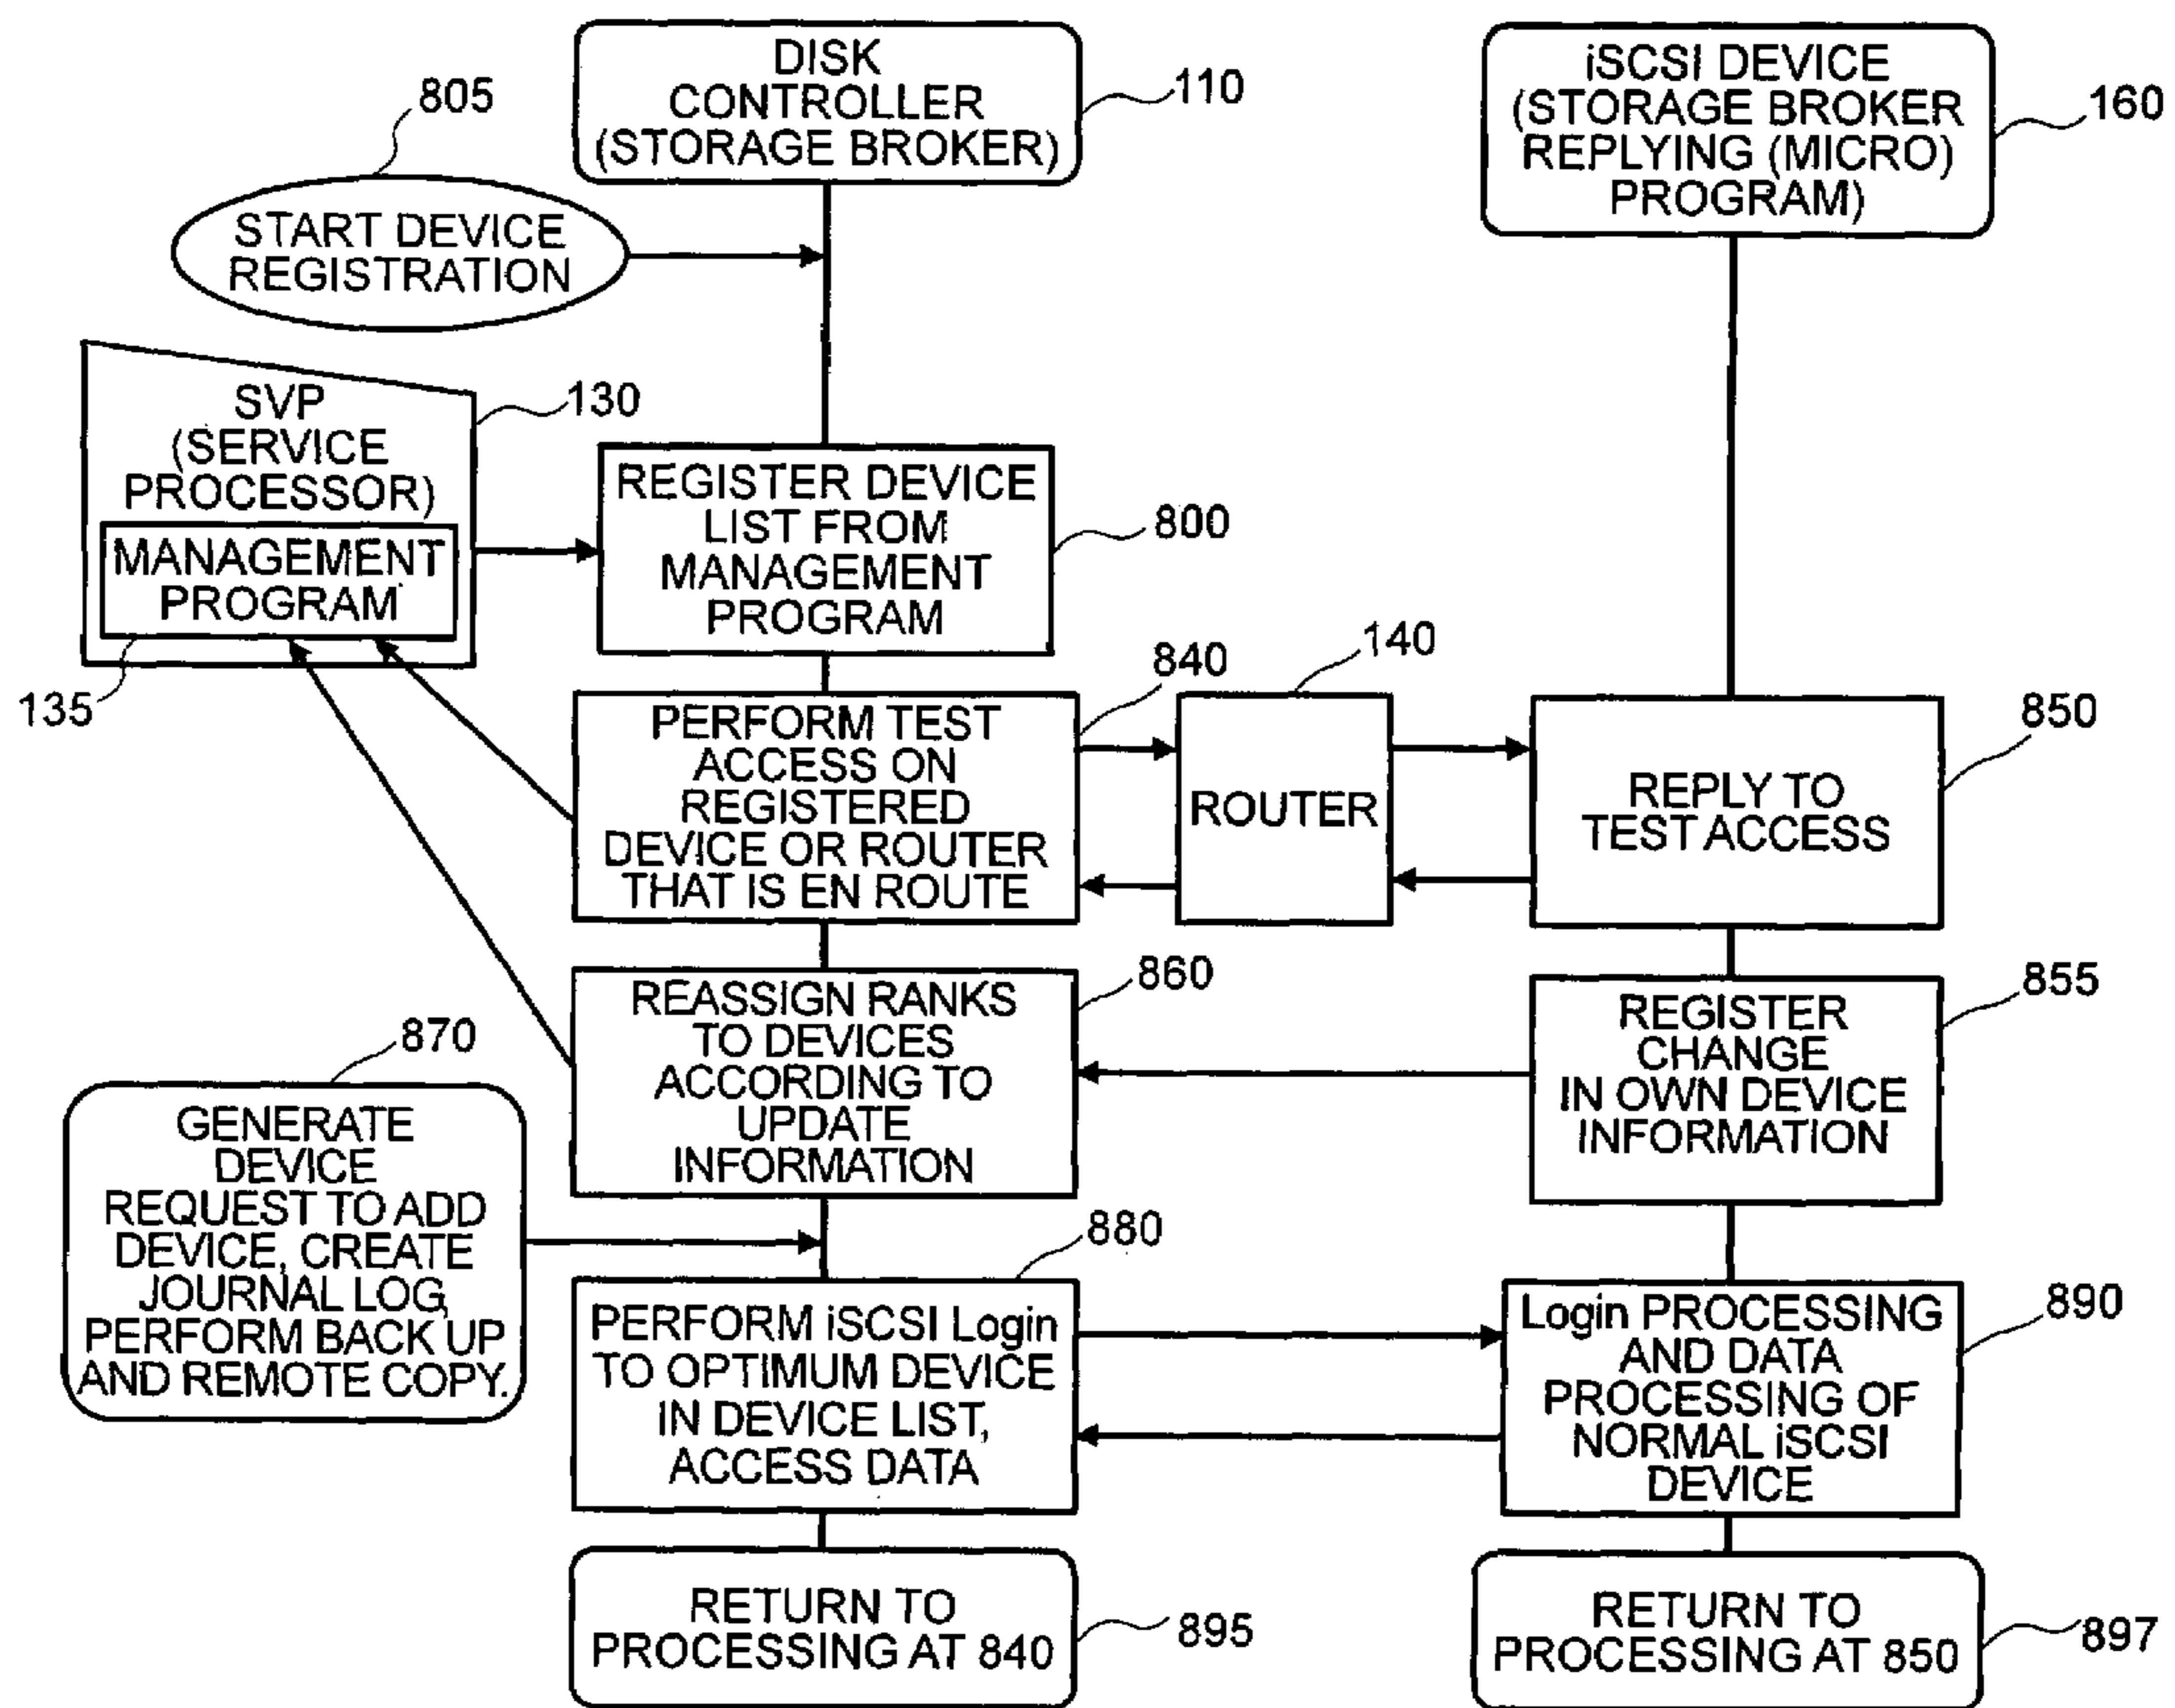 DISK
CONTROLLER
(STORAGE BROKER)
110
iSCSI DEVICE
(STORAGE BROKER
REPLYING (MICRO)
PROGRAM)
160
805
START DEVICE
REGISTRATION
SVP
(SERVICE
PROCESSOR)
130
MANAGEMENT
PROGRAM
135
REGISTER DEVICE
LIST FROM
MANAGEMENT
PROGRAM
800
PERFORM TEST
ACCESS ON
REGISTERED
DEVICE OR ROUTER
THAT IS EN ROUTE
840
ROUTER
140
REPLY TO
TEST ACCESS
850
REASSIGN RANKS
TO DEVICES
ACCORDING TO
UPDATE
INFORMATION
860
REGISTER
CHANGE
IN OWN DEVICE
INFORMATION
855
870
GENERATE
DEVICE
REQUEST TO ADD
DEVICE, CREATE
JOURNAL LOG,
PERFORM BACK UP
AND REMOTE COPY.
PERFORM iSCSI Login
TO OPTIMUM DEVICE
IN DEVICE LIST,
ACCESS DATA
880
Login PROCESSING
AND DATA
PROCESSING OF
NORMAL iSCSI
DEVICE
890
RETURN TO
PROCESSING AT 840
895
RETURN TO
PROCESSING AT 850
897